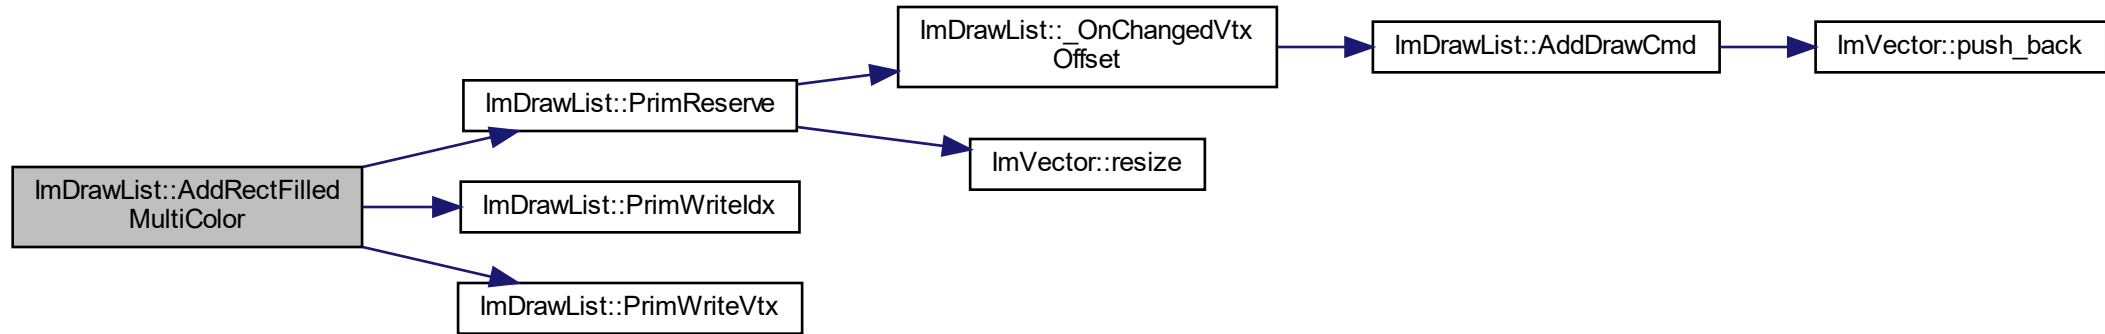 ImDrawList::AddRectFilled
MultiColor
ImDrawList::PrimReserve
ImDrawList::_OnChangedVtx
Offset
ImDrawList::AddDrawCmd
ImVector::push_back
ImVector::resize
ImDrawList::PrimWriteIdx
ImDrawList::PrimWriteVtx